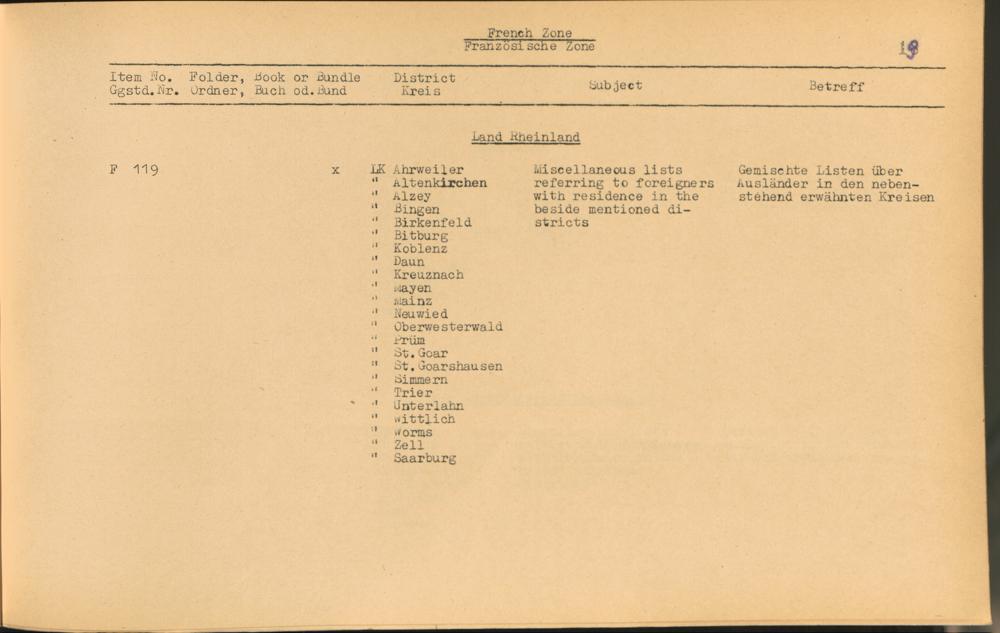 French Zone
Französische Zone
19
Item No. Folder, Book or Bundle District Subject Betreff
Ggstd.Nr. Ordner, Buch od.Bund Kreis
Land Rheinland
F 119 x LK Ahrweiler Miscellaneous lists Gemischte Listen über
" Altenkirchen referring to foreigners Ausländer in den neben-
" Alzey with residence in the stehend erwähnten Kreisen
" Bingen beside mentioned di-
" Birkenfeld stricts
" Bitburg
" Koblenz
" Daun
" Kreuznach
" Mayen
" Mainz
" Neuwied
" Oberwesterwald
" Prüm
" St.Goar
" St.Goarshausen
" Simmern
" Trier
" Unterlahn
" Wittlich
" Worms
" Zell
" Saarburg